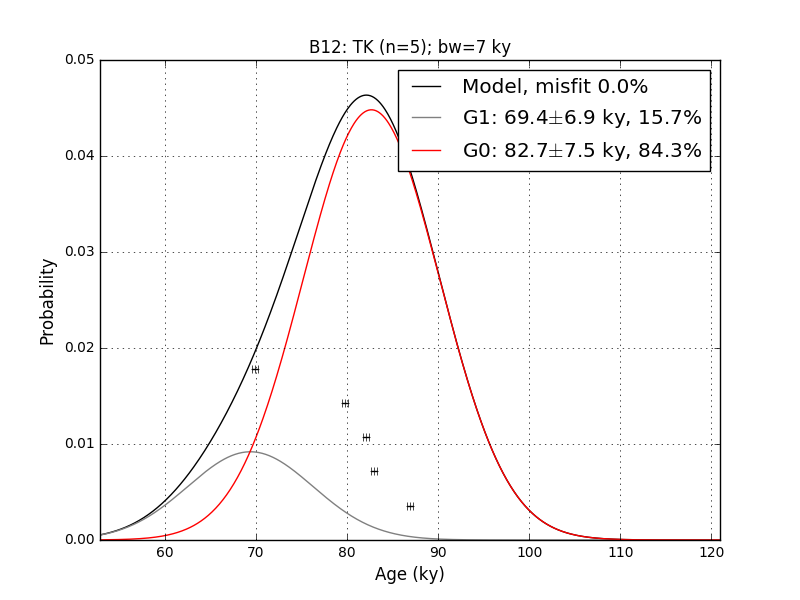 B12: TK (n=5); bw=7 ky
Model, misfit 0.0%
G1: 69.4±6.9 ky, 15.7%
G0: 82.7±7.5 ky, 84.3%
0.05
0.04
0.03
0.02
0.01
0.00
Probability
60 70 80 90 100 110 120
Age (ky)